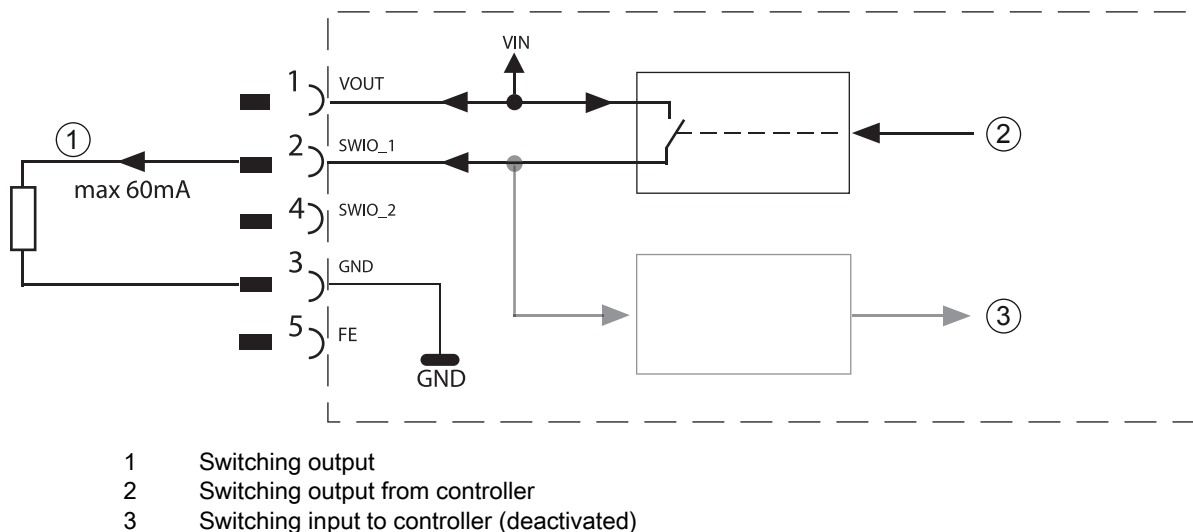 VIN
1 VOUT
① 2 SWIO_1 ②
max 60mA
4 SWIO_2
3 GND
③
5 FE
GND
1 Switching output
2 Switching output from controller
3 Switching input to controller (deactivated)